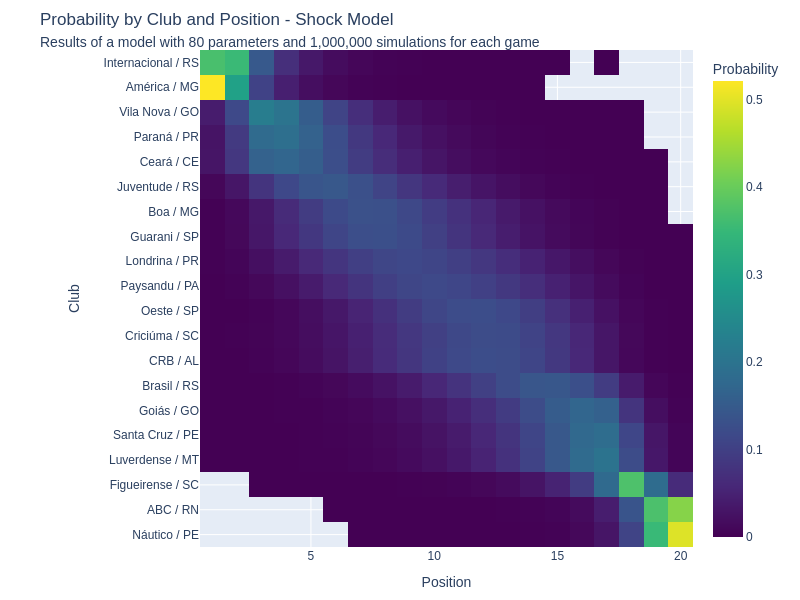 Probability by Club and Position - Shock Model
Results of a model with 80 parameters and 1,000,000 simulations for each game
Probability
Internacional / RS
América / MG
Vila Nova / GO
Paraná / PR
Ceará / CE
Juventude / RS
Boa / MG
Guarani / SP
Londrina / PR
Paysandu / PA
Oeste / SP
Criciúma / SC
CRB / AL
Brasil / RS
Goiás / GO
Santa Cruz / PE
Luverdense / MT
Figueirense / SC
ABC / RN
Náutico / PE
Club
5
10
15
20
Position
0.5
0.4
0.3
0.2
0.1
0